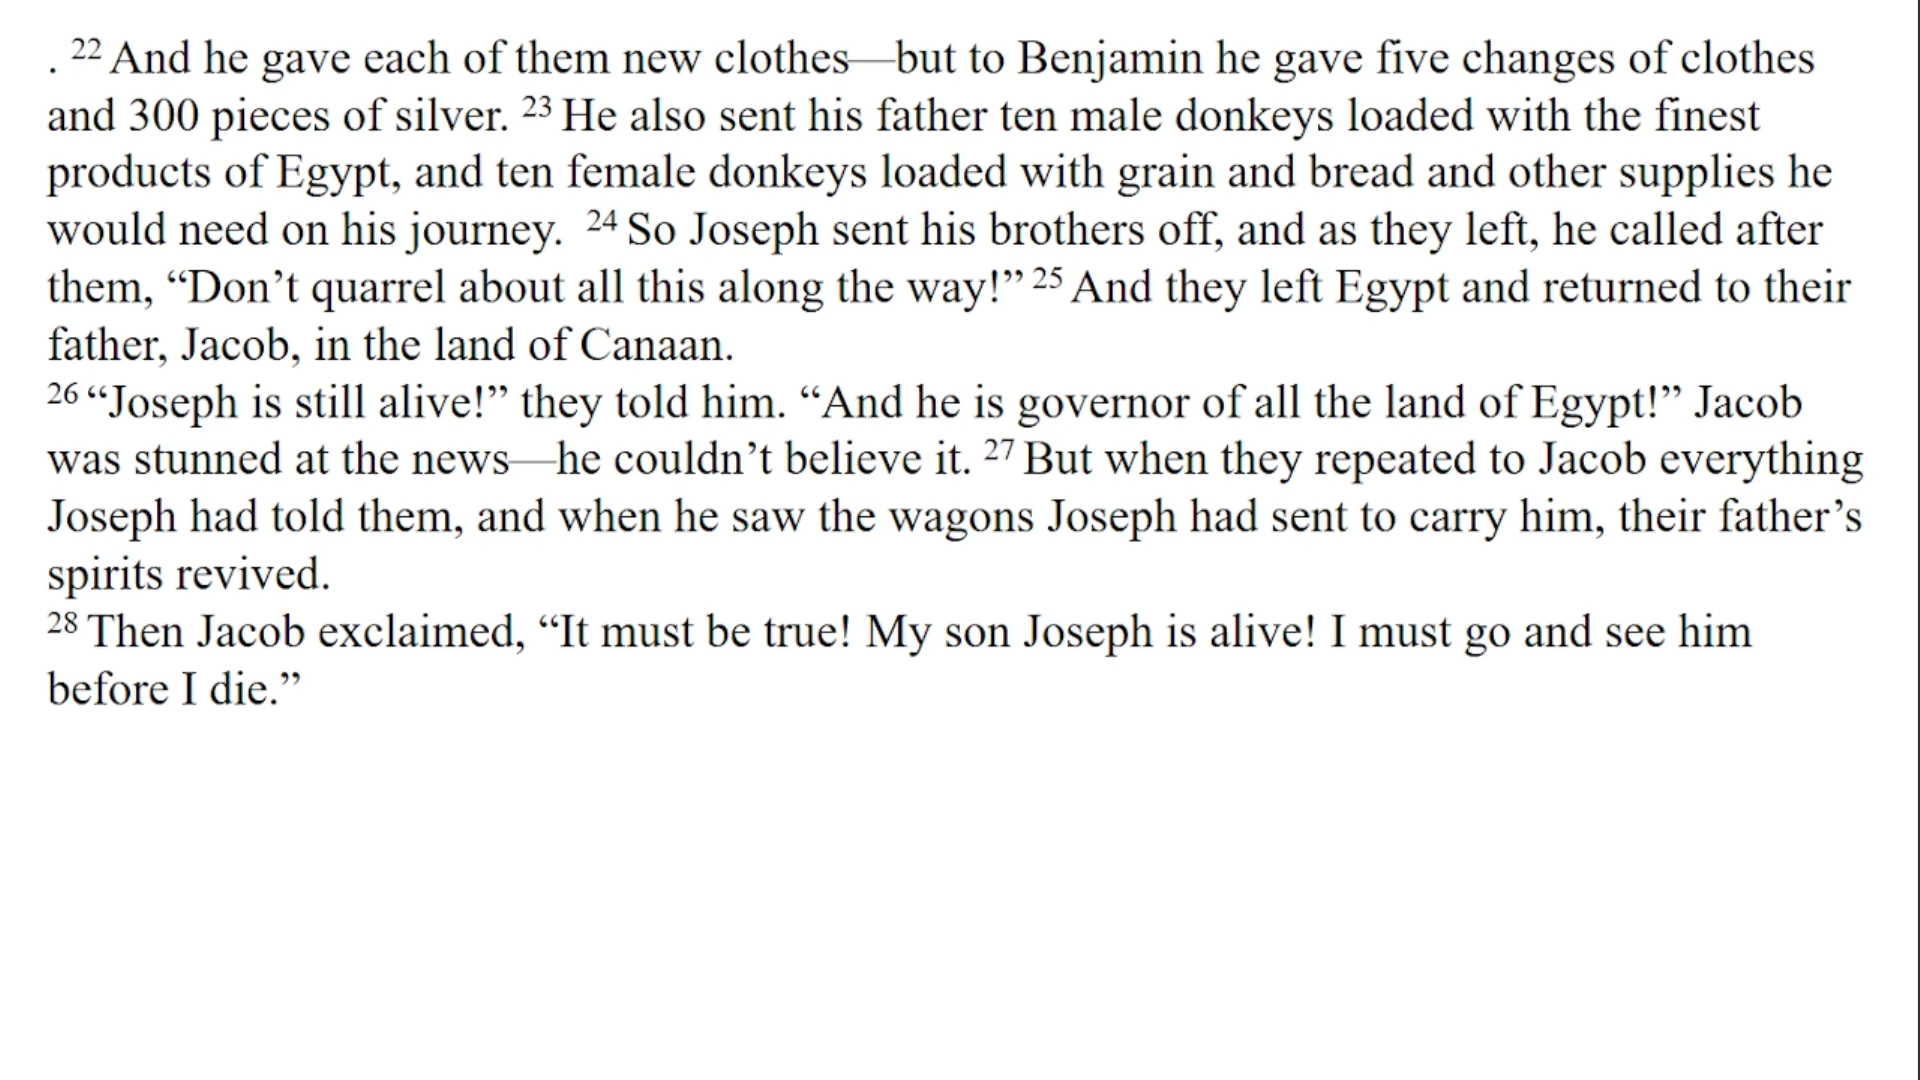 . 22 And he gave each of them new clothes—but to Benjamin he gave five changes of clothes
and 300 pieces of silver. 23 He also sent his father ten male donkeys loaded with the finest
products of Egypt, and ten female donkeys loaded with grain and bread and other supplies he
would need on his journey.  24 So Joseph sent his brothers off, and as they left, he called after
them, “Don’t quarrel about all this along the way!” 25 And they left Egypt and returned to their
father, Jacob, in the land of Canaan.
26 “Joseph is still alive!” they told him. “And he is governor of all the land of Egypt!” Jacob
was stunned at the news—he couldn’t believe it. 27 But when they repeated to Jacob everything
Joseph had told them, and when he saw the wagons Joseph had sent to carry him, their father’s
spirits revived.
28 Then Jacob exclaimed, “It must be true! My son Joseph is alive! I must go and see him
before I die.”